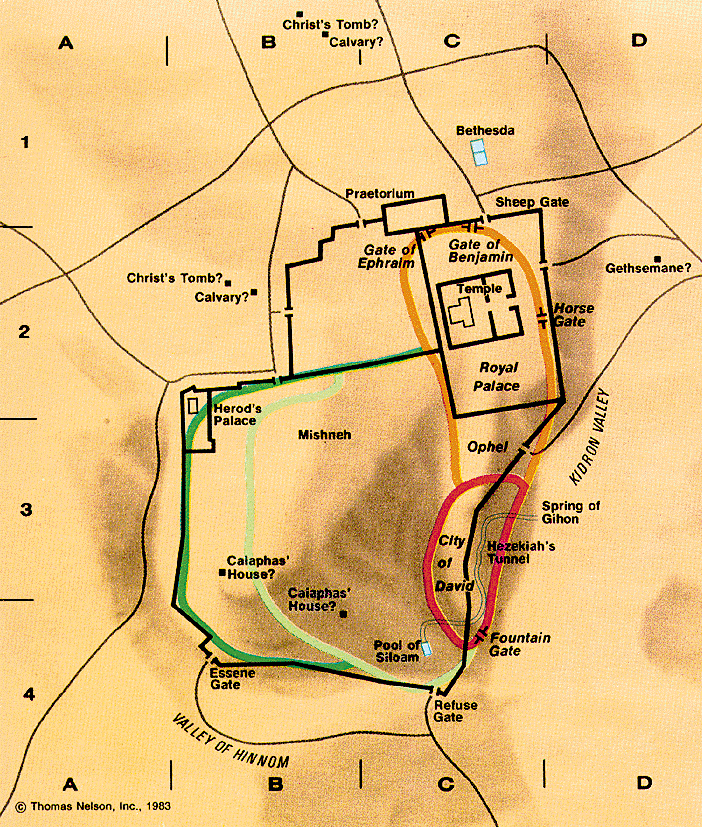 A
B
C
D
Christ's Tomb?
Calvary?
1
Bethesda
Praetorium
Sheep Gate
Gate of
Ephraim
Gate of
Benjamin
Christ's Tomb?
Calvary?
Temple
Gethsemane?
2
Horse
Gate
Royal
Palace
Herod's
Palace
Mishneh
Ophel
KIDRON VALLEY
3
Spring of
Gihon
City
of
David
Hezekiah's
Tunnel
Caiaphas'
House?
Caiaphas'
House?
Pool of
Siloam
Fountain
Gate
Essene
Gate
4
Refuse
Gate
VALLEY OF HINNOM
A
B
C
D
© Thomas Nelson, Inc., 1983